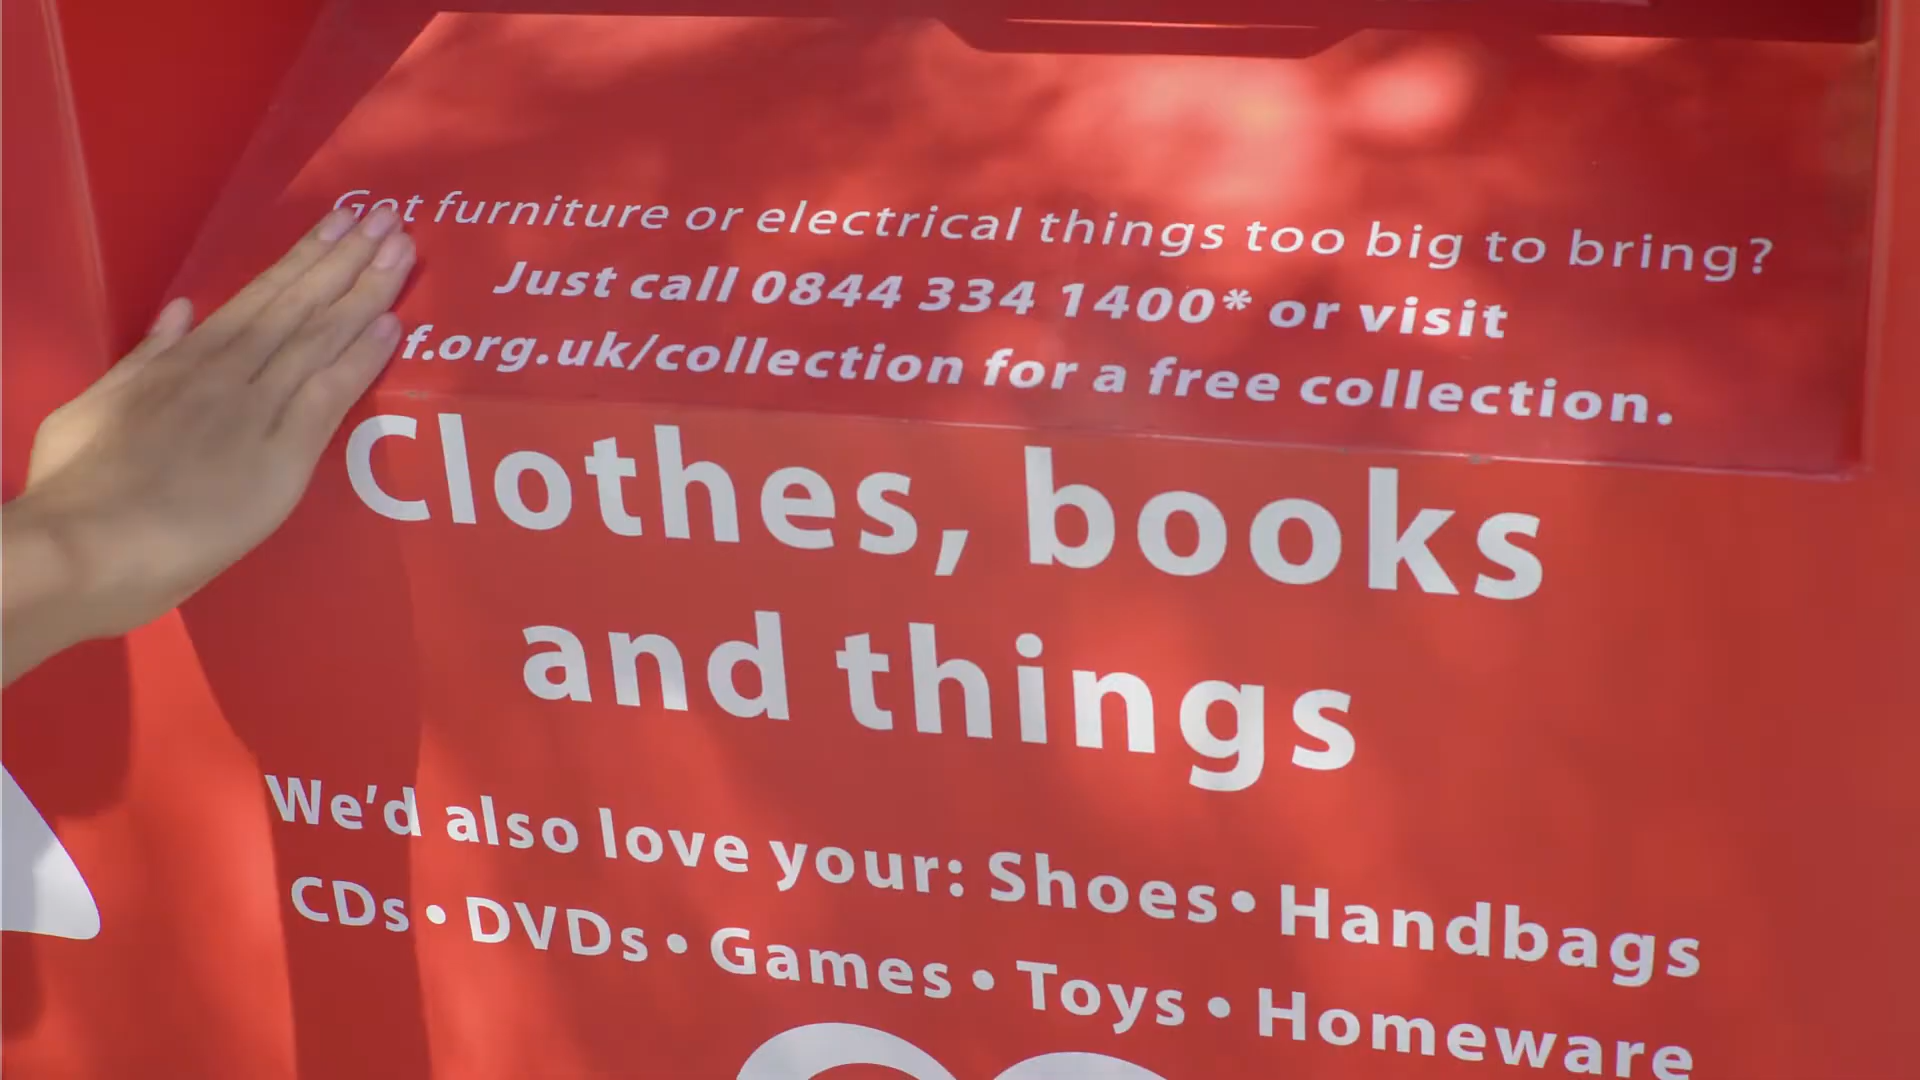 Got furniture or electrical things too big to bring?
Just call 0844 334 1400* or visit
f.org.uk/collection for a free collection.
Clothes, books
and things
We'd also love your: Shoes • Handbags
CDs • DVDs • Games • Toys • Homeware